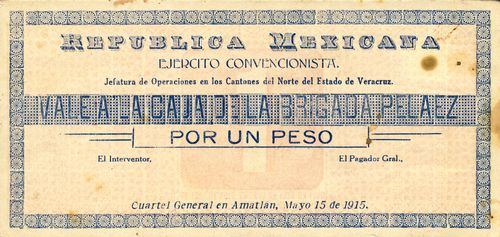 REPUBLICA MEXICANA
EJERCITO CONVENCIONISTA.
Jefatura de Operaciones en los Cantones del Norte del Estado de Veracruz.
VALE A LA CAJA DE LA BRIGADA PELAEZ
POR UN PESO
El Interventor, El Pagador Gral.,
Cuartel General en Amatlán, Mayo 15 de 1915.